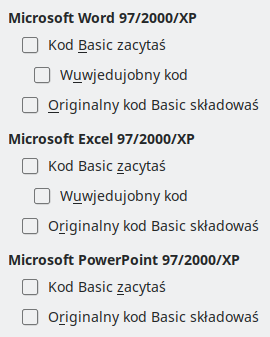 Microsoft Word 97/2000/XP
Kod Basic zacytaś
Wuwjedujobny kod
Originalny kod Basic składowaś
Microsoft Excel 97/2000/XP
Kod Basic zacytaś
Wuwjedujobny kod
Originalny kod Basic składowaś
Microsoft PowerPoint 97/2000/XP
Kod Basic zacytaś
Originalny kod Basic składowaś